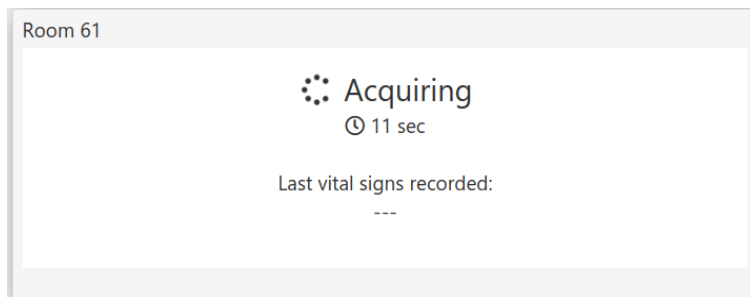 Room 61
Acquiring
11 sec
Last vital signs recorded:
---